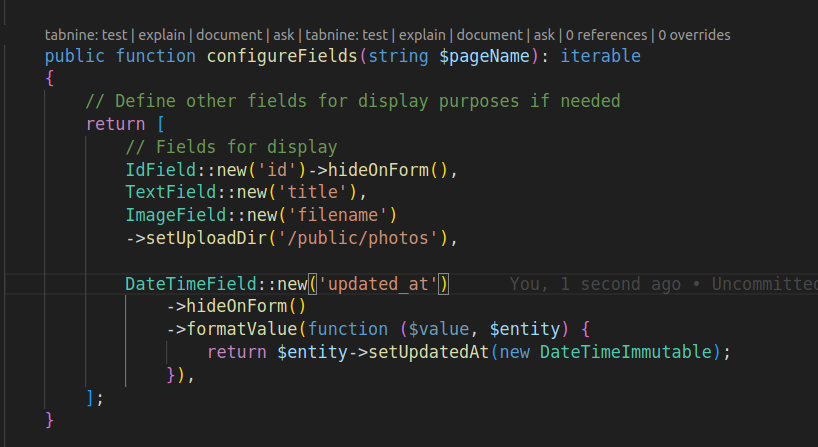 tabnine: test | explain | document | ask | tabnine: test | explain | document | ask | 0 references | 0 overrides
public function configureFields(string $pageName): iterable
{
    // Define other fields for display purposes if needed
    return [
        // Fields for display
        IdField::new('id')->hideOnForm(),
        TextField::new('title'),
        ImageField::new('filename')
        ->setUploadDir('/public/photos'),
        DateTimeField::new('updated_at')    You, 1 second ago • Uncommitted
            ->hideOnForm()
            ->formatValue(function ($value, $entity) {
                return $entity->setUpdatedAt(new DateTimeImmutable);
            }),
    ];
}